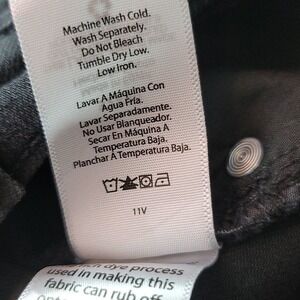 Machine Wash Cold.
Wash Separately.
Do Not Bleach
Tumble Dry Low.
Low iron.
Lavar A Máquina Con
Agua Fría.
Lavar Separadamente.
No Usar Blanqueador.
Secar En Máquina A
Temperatura Baja.
Planchar A Temperatura Baja.
11V
dye process
used in making this
fabric can rub off